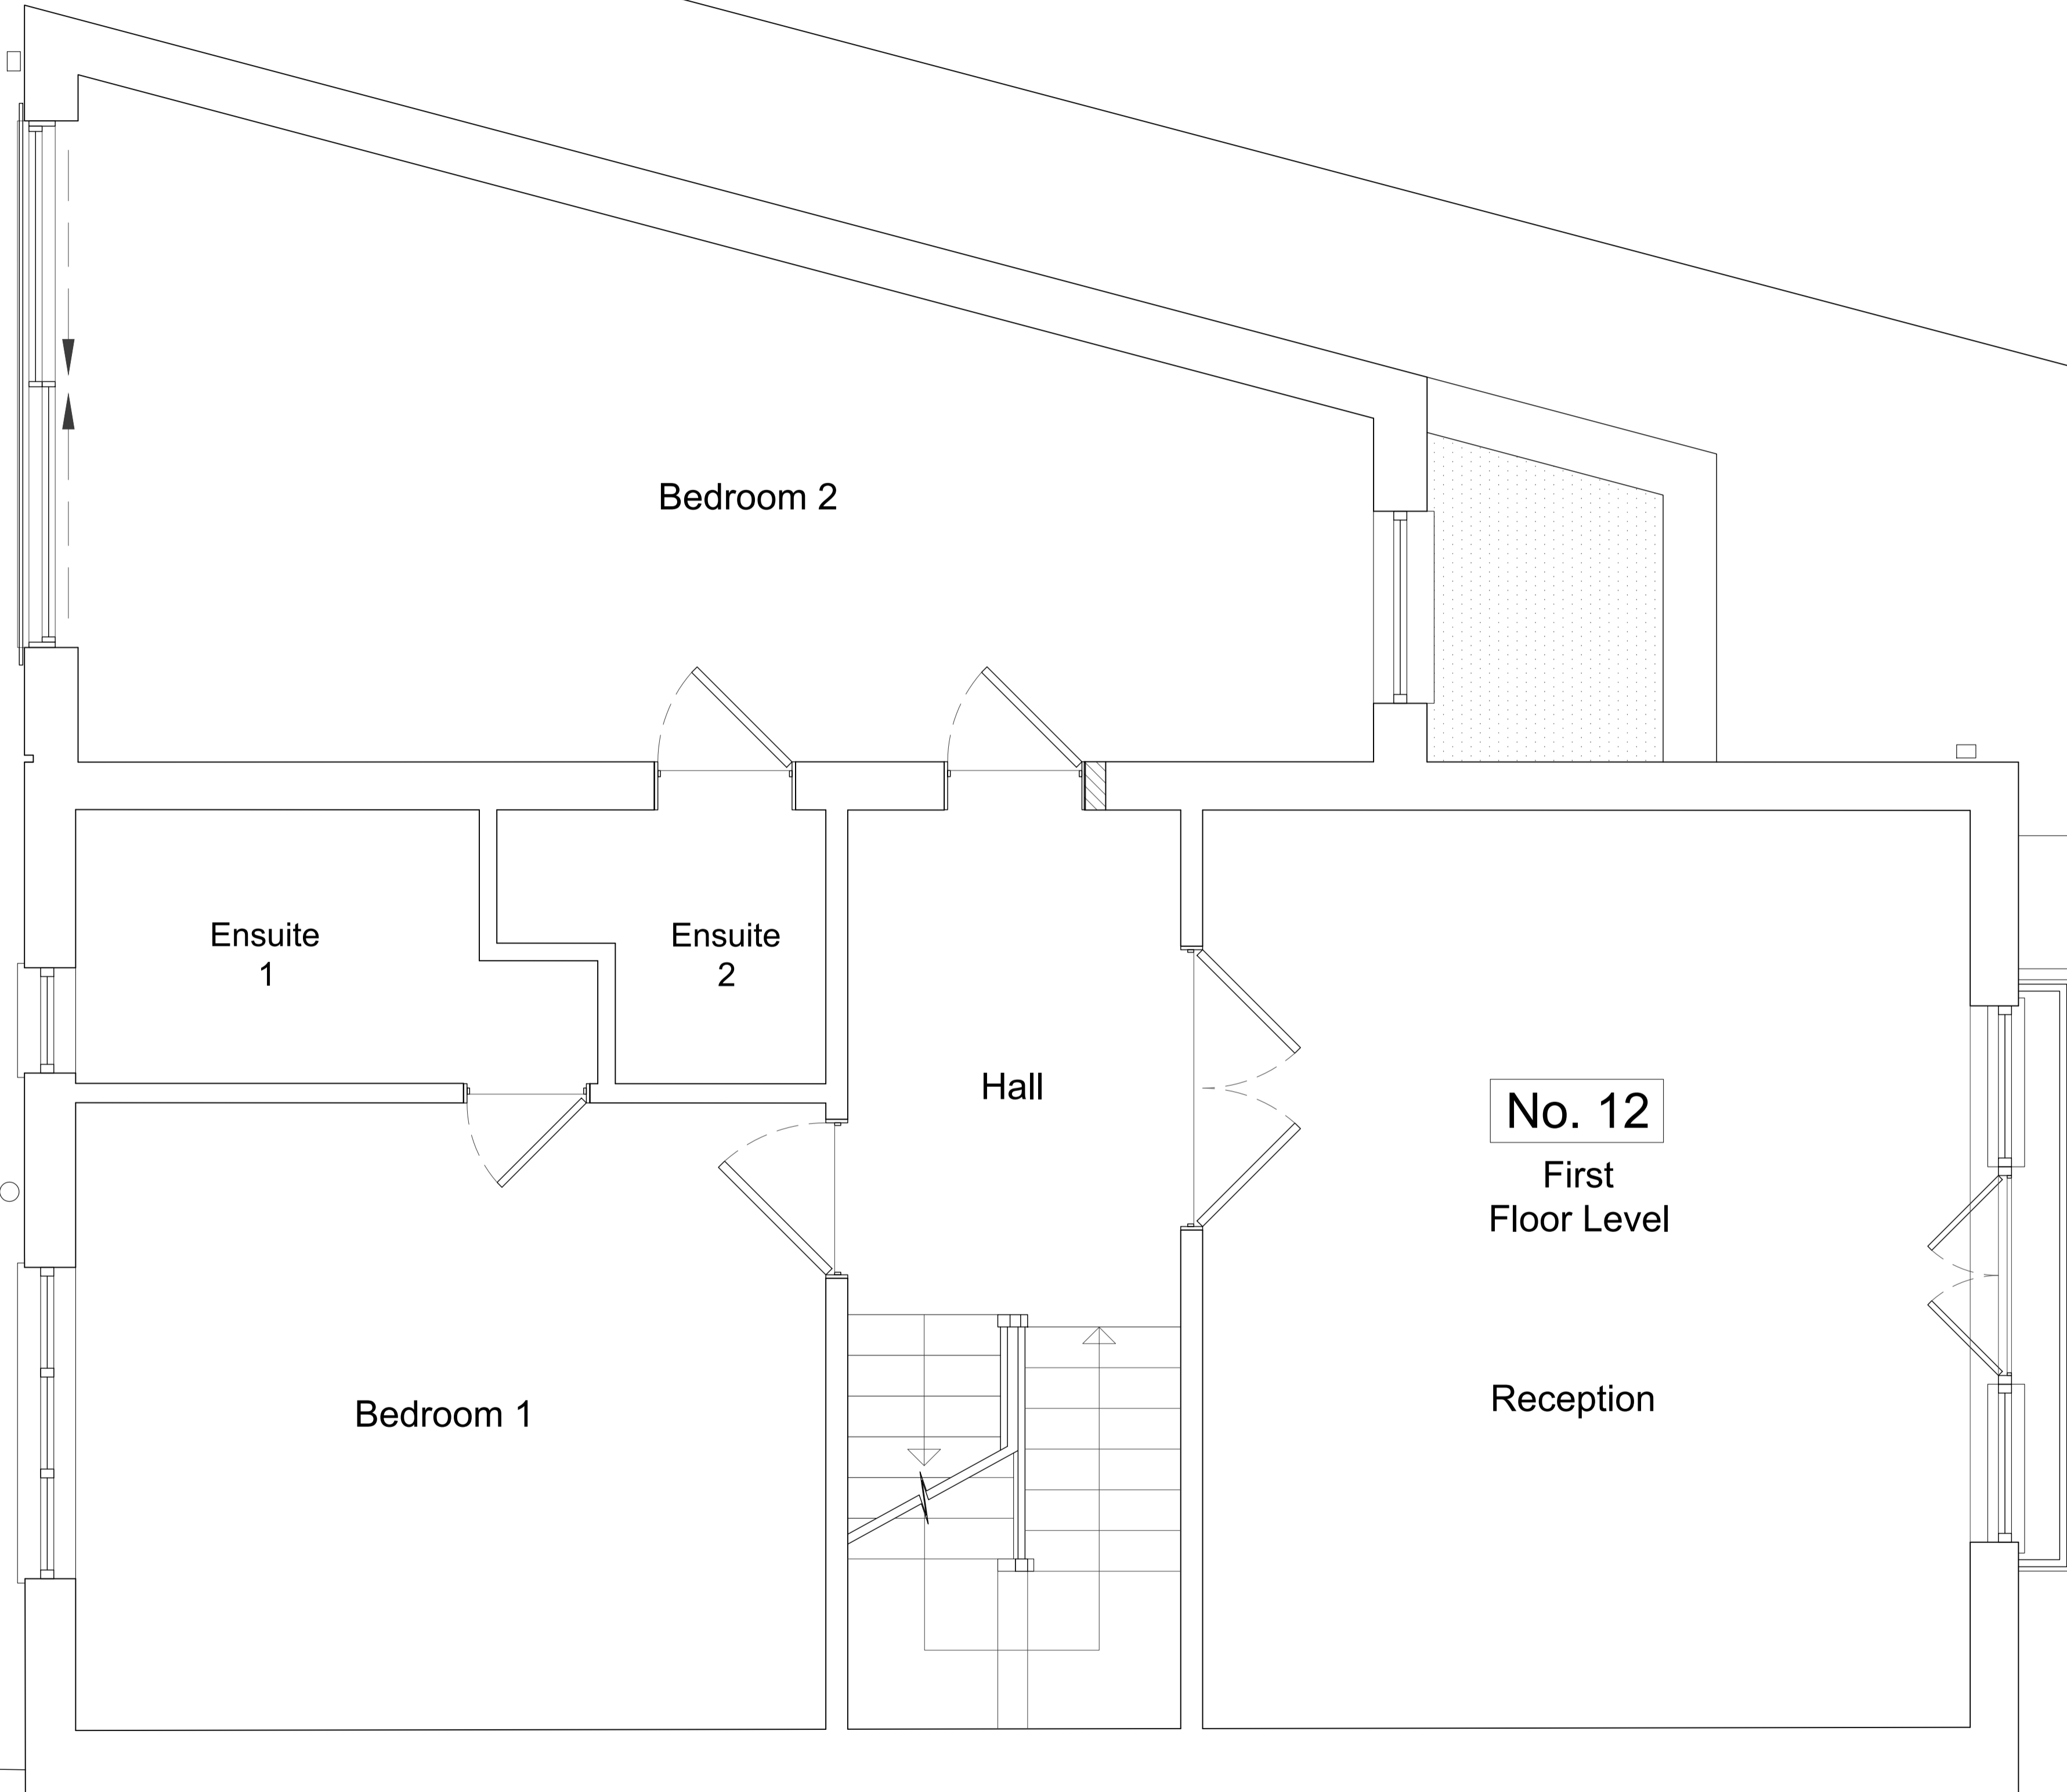 Bedroom 2
Ensuite
1
Ensuite
2
Hall
No. 12
First
Floor Level
Bedroom 1
Reception